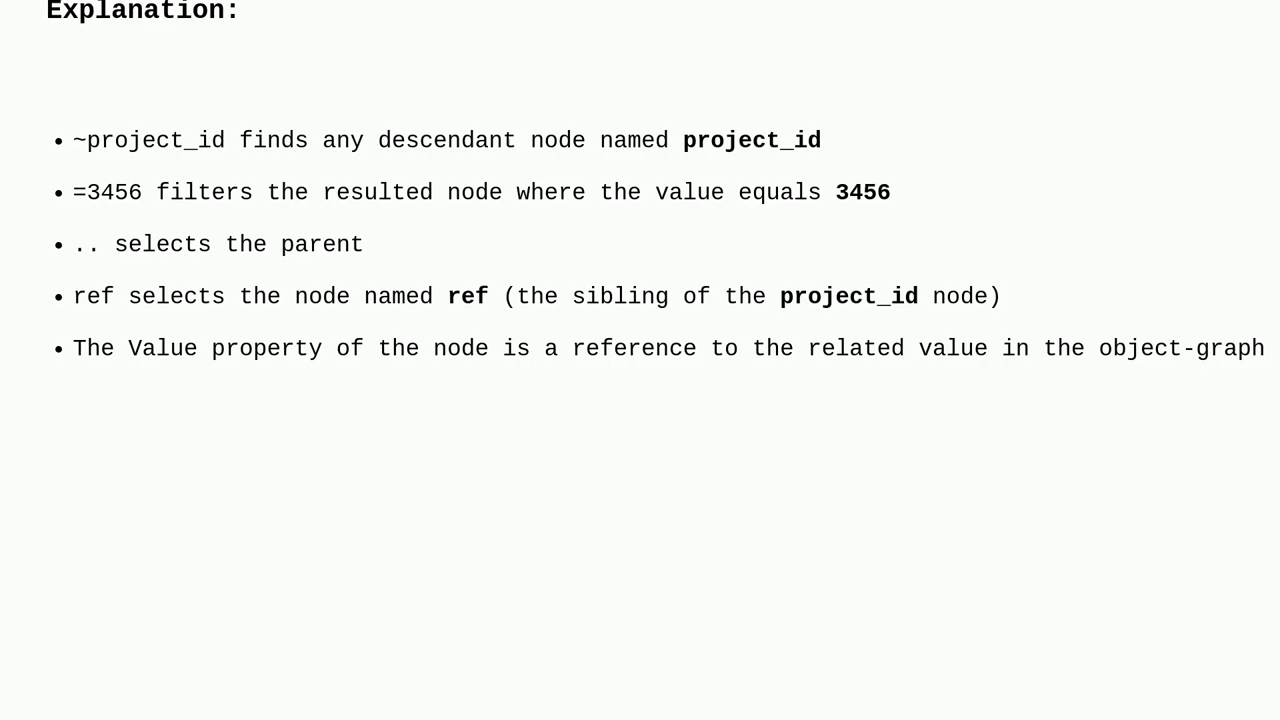 Explanation:
• ~project_id finds any descendant node named project_id
• =3456 filters the resulted node where the value equals 3456
• .. selects the parent
• ref selects the node named ref (the sibling of the project_id node)
• The Value property of the node is a reference to the related value in the object-graph